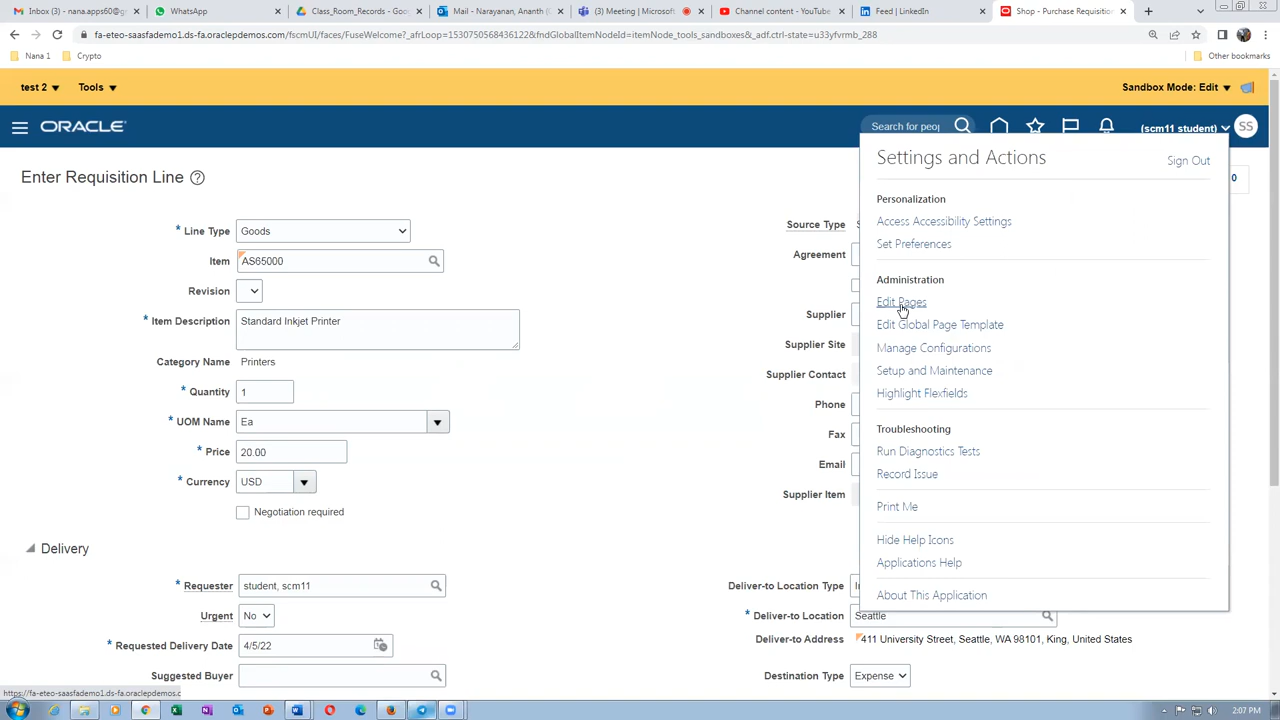 Inbox (3) - nana.apps60@gm
WhatsApp
Class_Room_Records - Googl
Mail - Narayanan, Ananth (
(3) Meeting | Microsoft
Channel content - YouTube
Feed | LinkedIn
Shop - Purchase Requisition
fa-eteo-saasfademo1.ds-fa.oraclepdemos.com/fscmUI/faces/FuseWelcome?_afrLoop=1530750568436122&fndGlobalItemNodeId=itemNode_tools_sandboxes&_adf.ctrl-state=u33yfvrmb_288
Nana 1
Crypto
Other bookmarks
test 2
Tools
Sandbox Mode: Edit
ORACLE
Search for peop
(scm11 student)
SS
Enter Requisition Line
Settings and Actions
Sign Out
0
Personalization
Access Accessibility Settings
Set Preferences
Administration
Edit Pages
Edit Global Page Template
Manage Configurations
Setup and Maintenance
Highlight Flexfields
Troubleshooting
Run Diagnostics Tests
Record Issue
Print Me
Hide Help Icons
Applications Help
About This Application
* Line Type Goods
Item AS65000
Revision
* Item Description Standard Inkjet Printer
Category Name Printers
* Quantity 1
* UOM Name Ea
* Price 20.00
* Currency USD
Negotiation required
Source Type S
Agreement
Supplier
Supplier Site
Supplier Contact
Phone
Fax
Email
Supplier Item
Delivery
* Requester student, scm11
Urgent No
* Requested Delivery Date 4/5/22
Suggested Buyer
Deliver-to Location Type In
* Deliver-to Location Seattle
Deliver-to Address 411 University Street, Seattle, WA 98101, King, United States
Destination Type Expense
https://fa-eteo-saasfademo1.ds-fa.oraclepdemos.c
2:07 PM